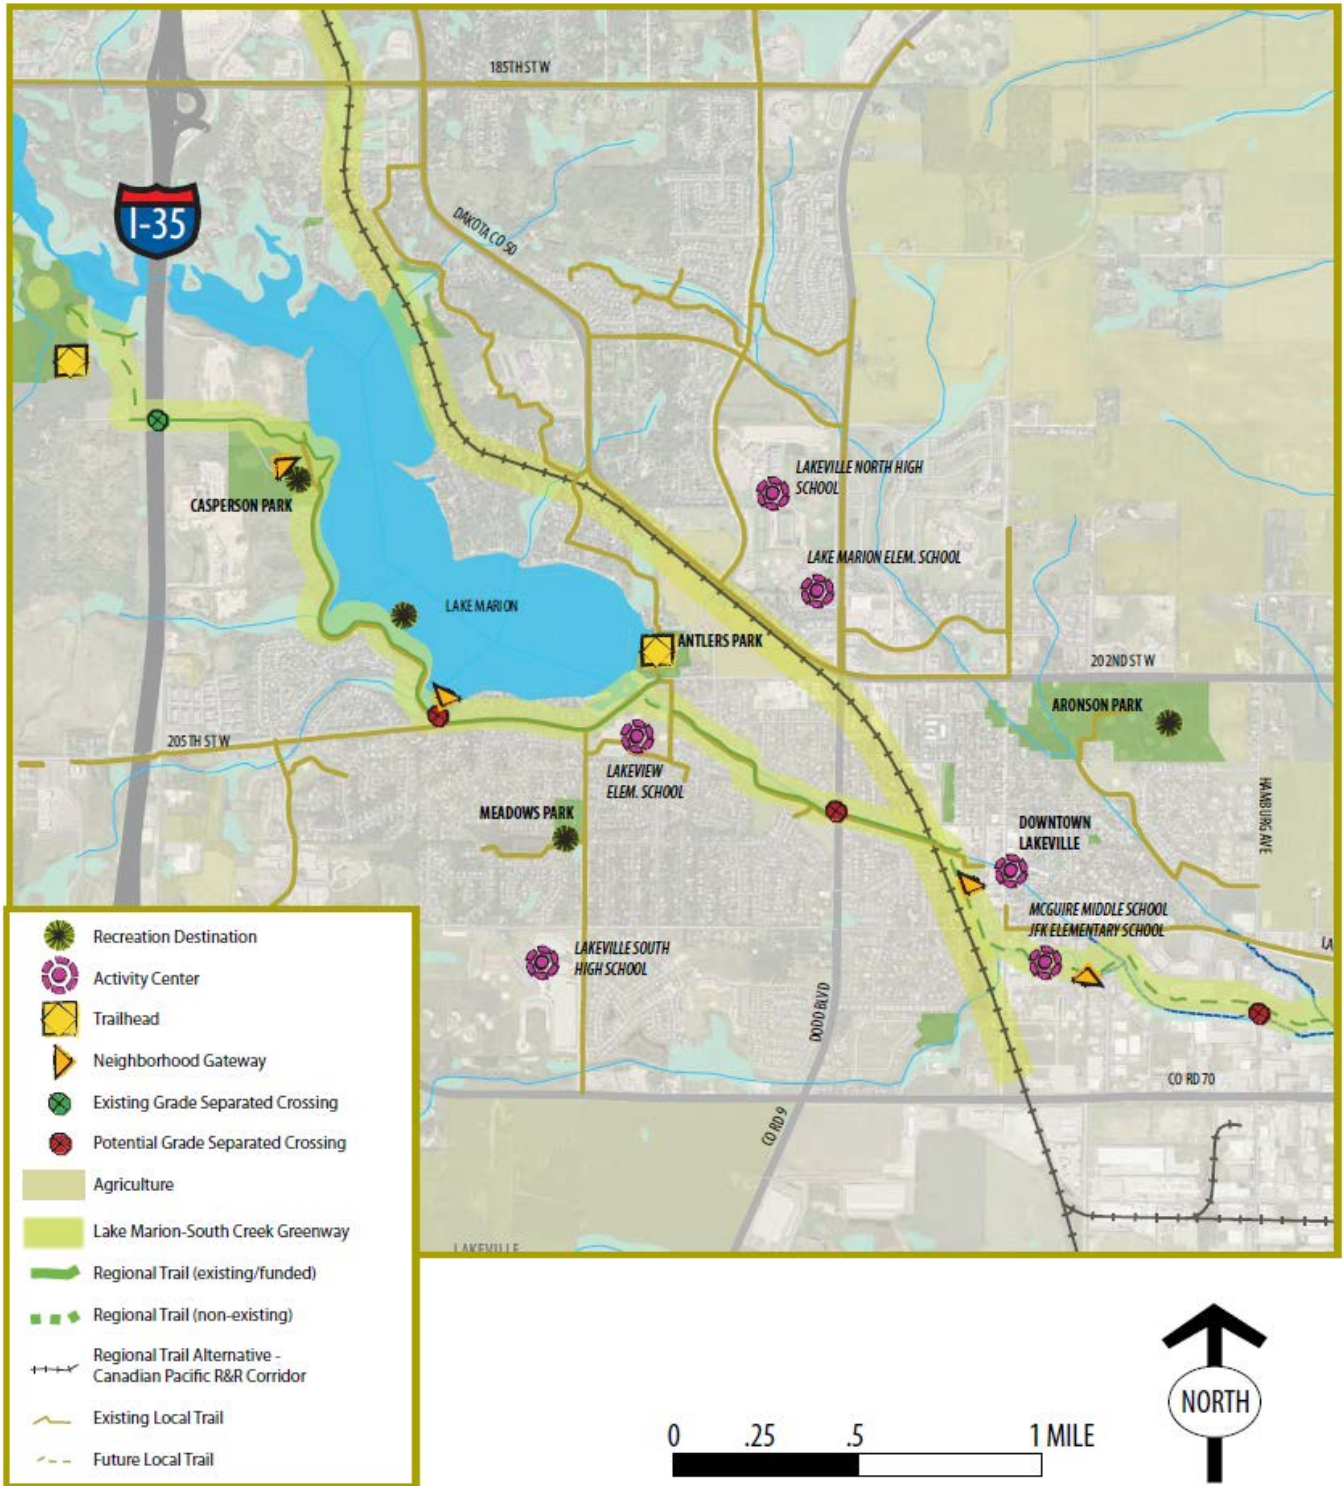 185TH ST W
I-35
DAKOTA CO 50
LAKEVILLE NORTH HIGH
SCHOOL
CASPERSON PARK
LAKE MARION ELEM. SCHOOL
LAKE MARION
ANTLERS PARK
202ND ST W
ARONSON PARK
205TH ST W
LAKEVIEW
ELEM. SCHOOL
MEADOWS PARK
HAMBURG AVE
DOWNTOWN
LAKEVILLE
MCGUIRE MIDDLE SCHOOL
JFK ELEMENTARY SCHOOL
LA
LAKEVILLE SOUTH
HIGH SCHOOL
DODD BLVD
CO RD 70
CO RD 9
LAKEVILLE
Recreation Destination
Activity Center
Trailhead
Neighborhood Gateway
Existing Grade Separated Crossing
Potential Grade Separated Crossing
Agriculture
Lake Marion-South Creek Greenway
Regional Trail (existing/funded)
Regional Trail (non-existing)
Regional Trail Alternative -
Canadian Pacific R&R Corridor
Existing Local Trail
Future Local Trail
0 .25 .5 1 MILE
NORTH